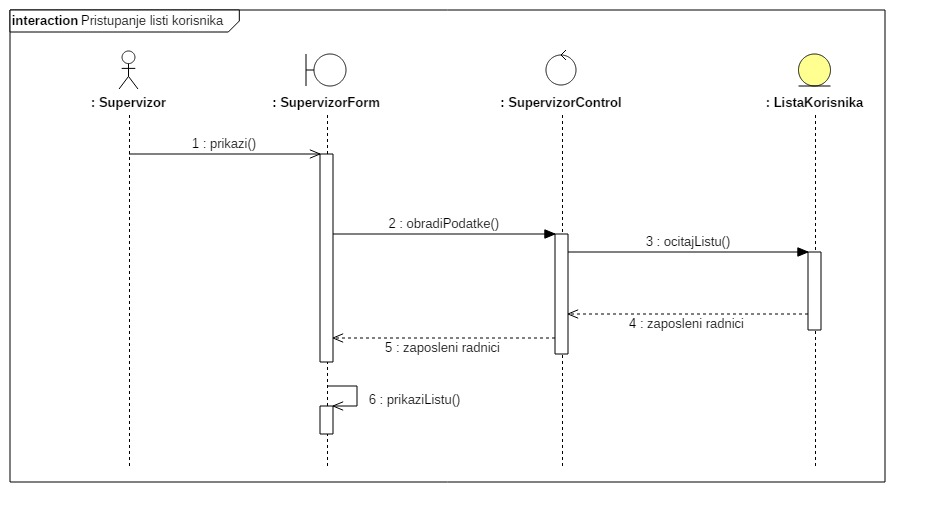 interaction Pristupanje listi korisnika
: Supervizor
: SupervizorForm
: SupervizorControl
: ListaKorisnika
1 : prikazi()
2 : obradiPodatke()
3 : ocitajListu()
4 : zaposleni radnici
5 : zaposleni radnici
6 : prikaziListu()